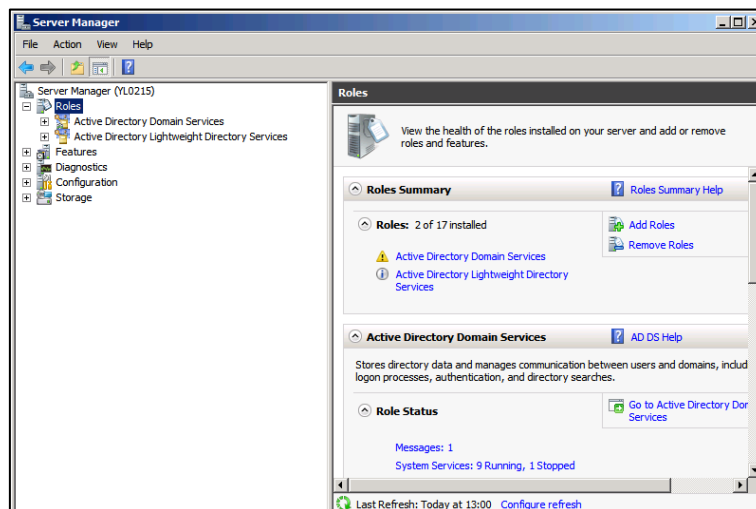 Server Manager
File Action View Help
Server Manager (YL0215)
Roles
Active Directory Domain Services
Active Directory Lightweight Directory Services
Features
Diagnostics
Configuration
Storage
Roles
View the health of the roles installed on your server and add or remove
roles and features.
Roles Summary
Roles Summary Help
Roles: 2 of 17 installed
Add Roles
Remove Roles
Active Directory Domain Services
Active Directory Lightweight Directory
Services
Active Directory Domain Services
AD DS Help
Stores directory data and manages communication between users and domains, includ
logon processes, authentication, and directory searches.
Role Status
Go to Active Directory Dor
Services
Messages: 1
System Services: 9 Running, 1 Stopped
Last Refresh: Today at 13:00 Configure refresh